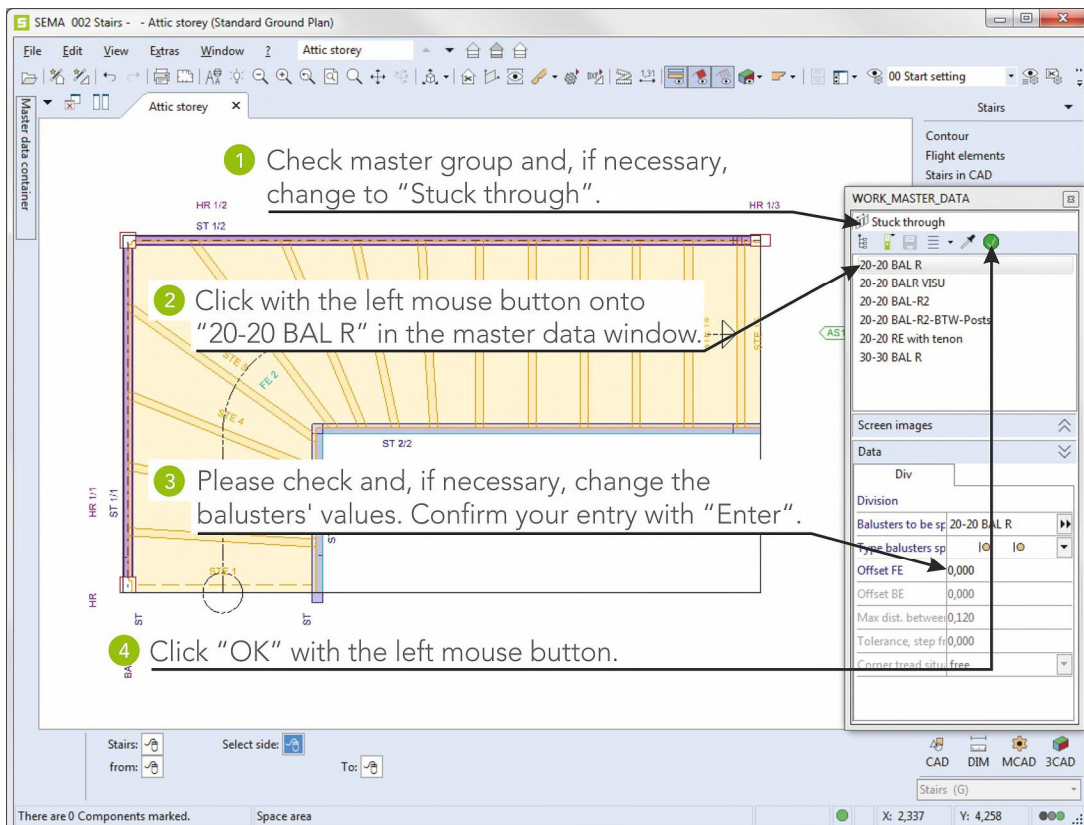 SEMA 002 Stairs - - Attic storey (Standard Ground Plan)
File Edit View Extras Window ? Attic storey
00 Start setting
Master data container
Attic storey X
Stairs
Contour
Flight elements
Stairs in CAD
1 Check master group and, if necessary,
change to “Stuck through”.
WORK_MASTER_DATA
Stuck through
20-20 BAL R
20-20 BALR VISU
20-20 BAL-R2
20-20 BAL-R2-BTW-Posts
20-20 RE with tenon
30-30 BAL R
HR 1/2
ST 1/2
HR 1/3
2 Click with the left mouse button onto
“20-20 BAL R” in the master data window.
AS1
FE 2
STE 4
ST 2/2
Screen images
Data
Div
Division
3 Please check and, if necessary, change the
balusters' values. Confirm your entry with “Enter”.
HR 1/1
ST 1/1
Balusters to be sp 20-20 BAL R
Type balusters sp
Offset FE 0,000
Offset BE 0,000
Max dist. between 0,120
Tolerance, step fr 0,000
Corner tread situ. free
STE 1
HR
ST
ST
4 Click “OK” with the left mouse button.
BA
Stairs:
Select side:
from:
To:
CAD DIM MCAD 3CAD
Stairs (G)
There are 0 Components marked. Space area X: 2,337 Y: 4,258